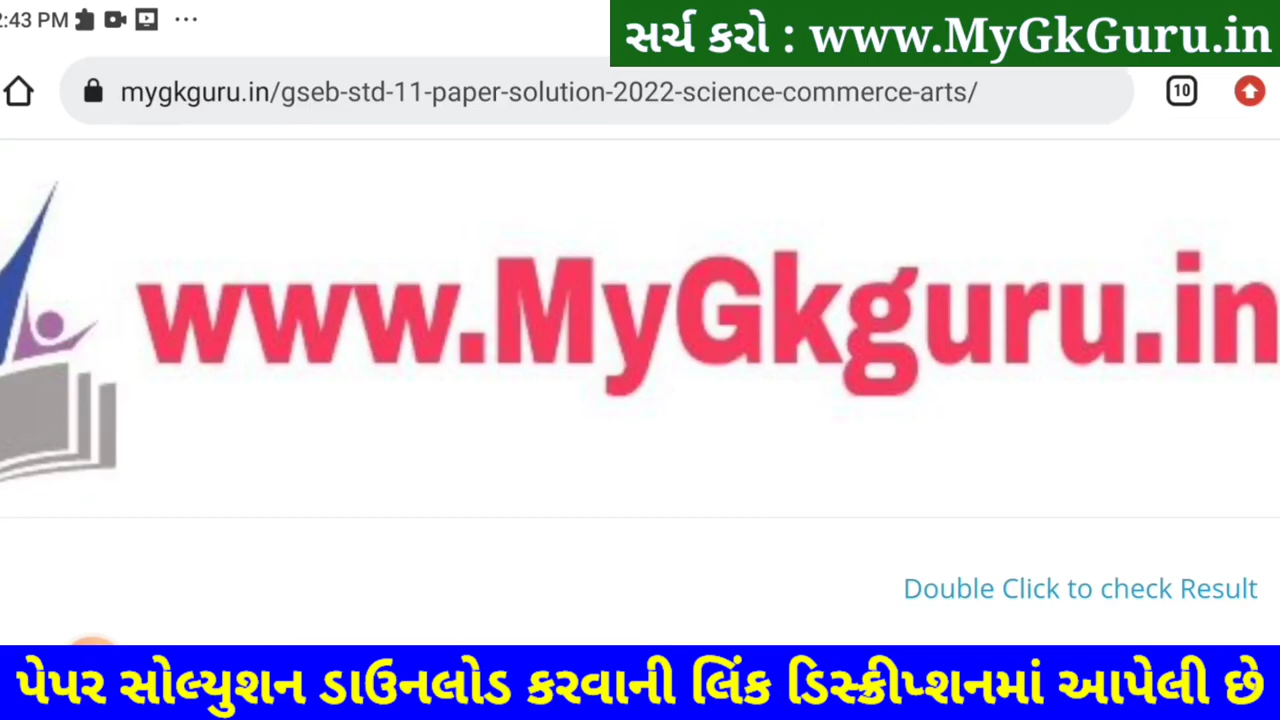 2:43 PM ...
સર્ચ કરો : www.MyGkGuru.in
mygkguru.in/gseb-std-11-paper-solution-2022-science-commerce-arts/
10
www.MyGkguru.in
Double Click to check Result
પેપર સોલ્યુશન ડાઉનલોડ કરવાની લિંક ડિસ્ક્રીપ્શનમાં આપેલી છે